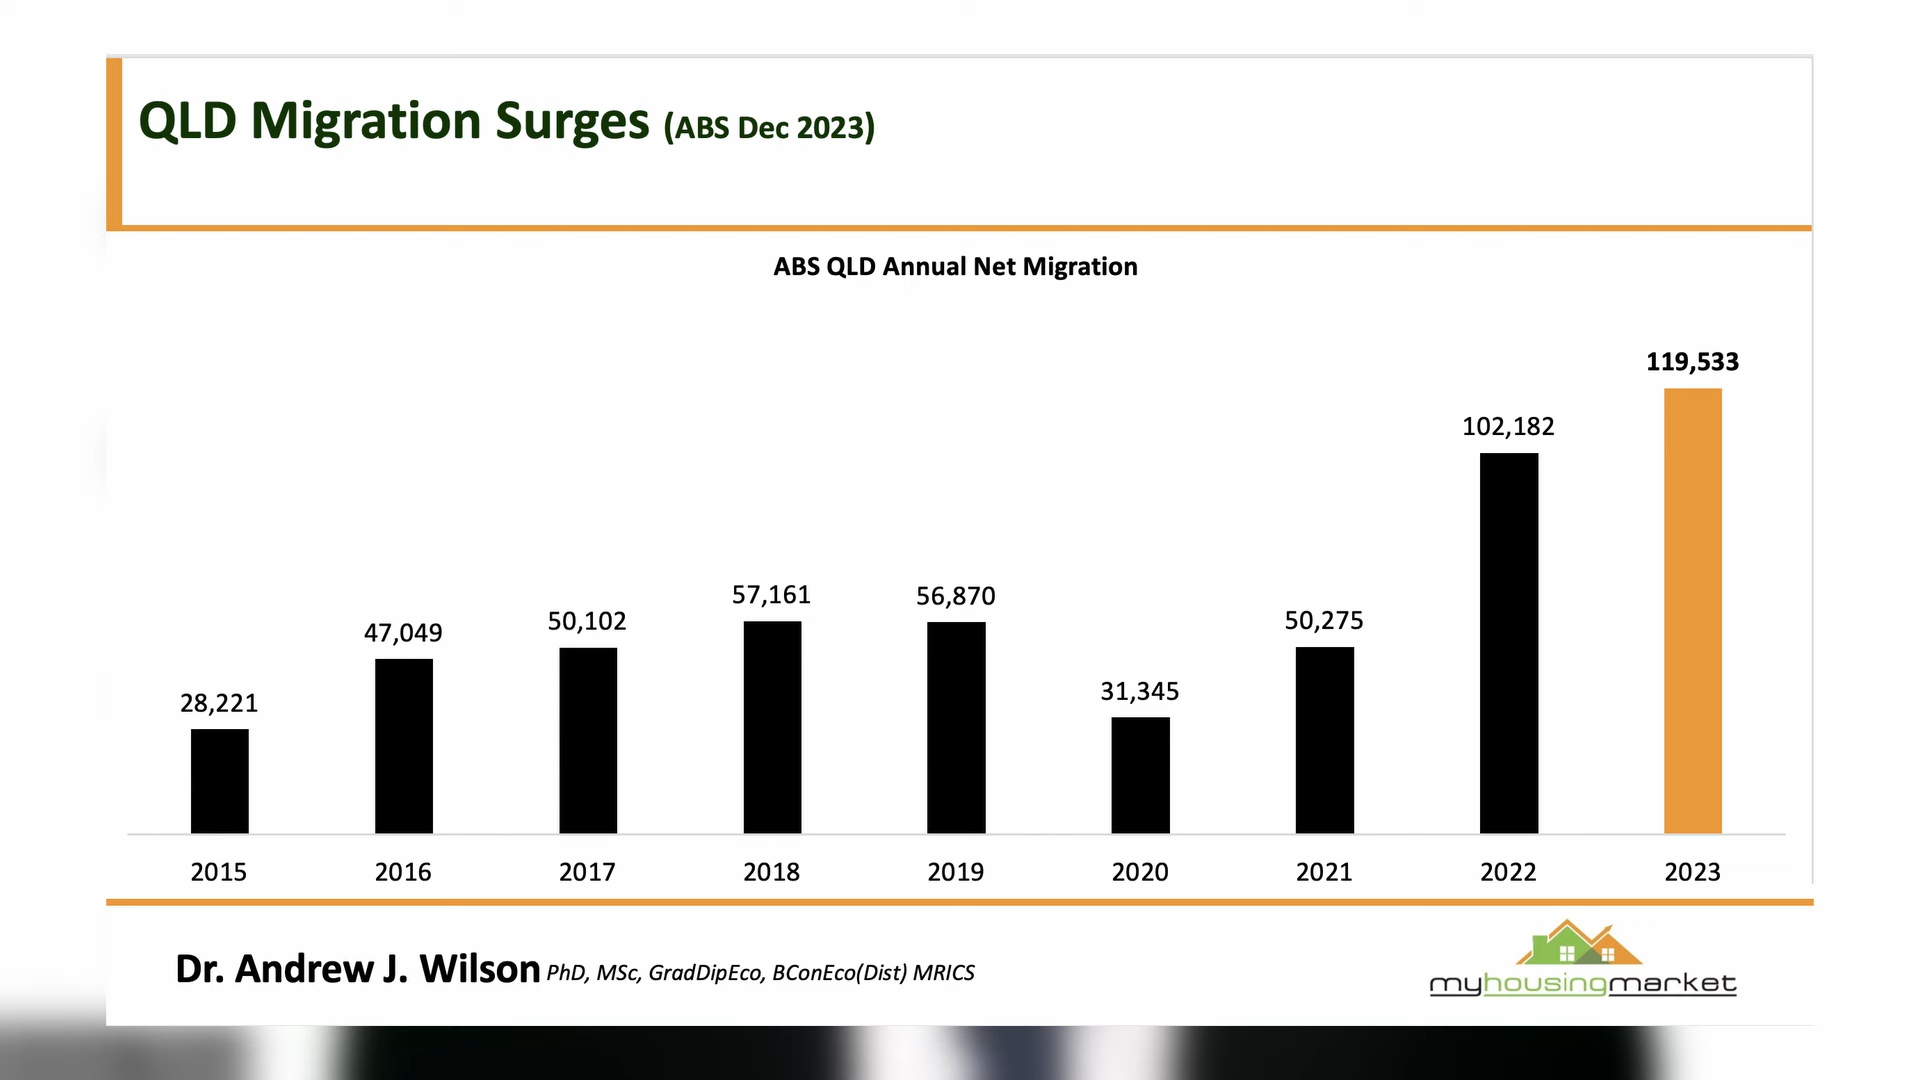 QLD Migration Surges (ABS Dec 2023)
ABS QLD Annual Net Migration
28,221
47,049
50,102
57,161
56,870
31,345
50,275
102,182
119,533
2015 2016 2017 2018 2019 2020 2021 2022 2023
Dr. Andrew J. Wilson PhD, MSc, GradDipEco, BConEco(Dist) MRICS
myhousingmarket